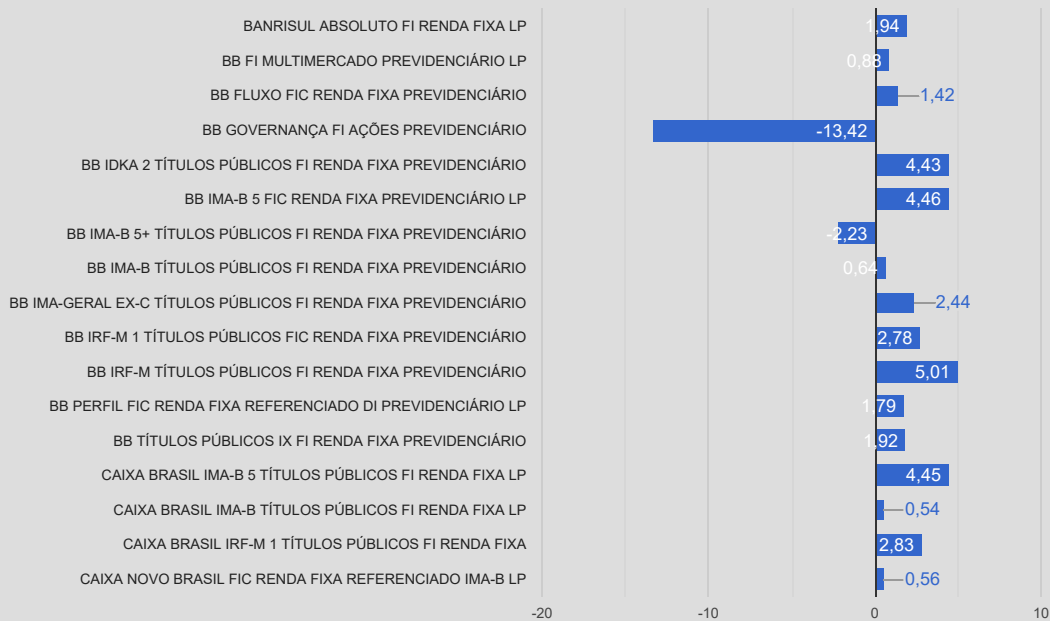 BANRISUL ABSOLUTO FI RENDA FIXA LP 1,94
BB FI MULTIMERCADO PREVIDENCIÁRIO LP 0,88
BB FLUXO FIC RENDA FIXA PREVIDENCIÁRIO 1,42
BB GOVERNANÇA FI AÇÕES PREVIDENCIÁRIO -13,42
BB IDKA 2 TÍTULOS PÚBLICOS FI RENDA FIXA PREVIDENCIÁRIO 4,43
BB IMA-B 5 FIC RENDA FIXA PREVIDENCIÁRIO LP 4,46
BB IMA-B 5+ TÍTULOS PÚBLICOS FI RENDA FIXA PREVIDENCIÁRIO -2,23
BB IMA-B TÍTULOS PÚBLICOS FI RENDA FIXA PREVIDENCIÁRIO 0,64
BB IMA-GERAL EX-C TÍTULOS PÚBLICOS FI RENDA FIXA PREVIDENCIÁRIO 2,44
BB IRF-M 1 TÍTULOS PÚBLICOS FIC RENDA FIXA PREVIDENCIÁRIO 2,78
BB IRF-M TÍTULOS PÚBLICOS FI RENDA FIXA PREVIDENCIÁRIO 5,01
BB PERFIL FIC RENDA FIXA REFERENCIADO DI PREVIDENCIÁRIO LP 1,79
BB TÍTULOS PÚBLICOS IX FI RENDA FIXA PREVIDENCIÁRIO 1,92
CAIXA BRASIL IMA-B 5 TÍTULOS PÚBLICOS FI RENDA FIXA LP 4,45
CAIXA BRASIL IMA-B TÍTULOS PÚBLICOS FI RENDA FIXA LP 0,54
CAIXA BRASIL IRF-M 1 TÍTULOS PÚBLICOS FI RENDA FIXA 2,83
CAIXA NOVO BRASIL FIC RENDA FIXA REFERENCIADO IMA-B LP 0,56
-20 -10 0 10